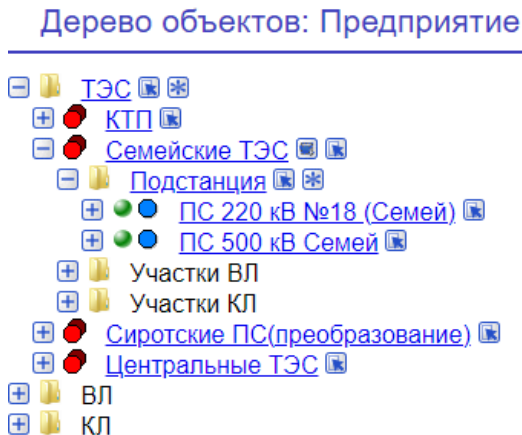 Дерево объектов: Предприятие
ТЭС
КТП
Семейские ТЭС
Подстанция
ПС 220 кВ №18 (Семей)
ПС 500 кВ Семей
Участки ВЛ
Участки КЛ
Сиротские ПС(преобразование)
Центральные ТЭС
ВЛ
КЛ